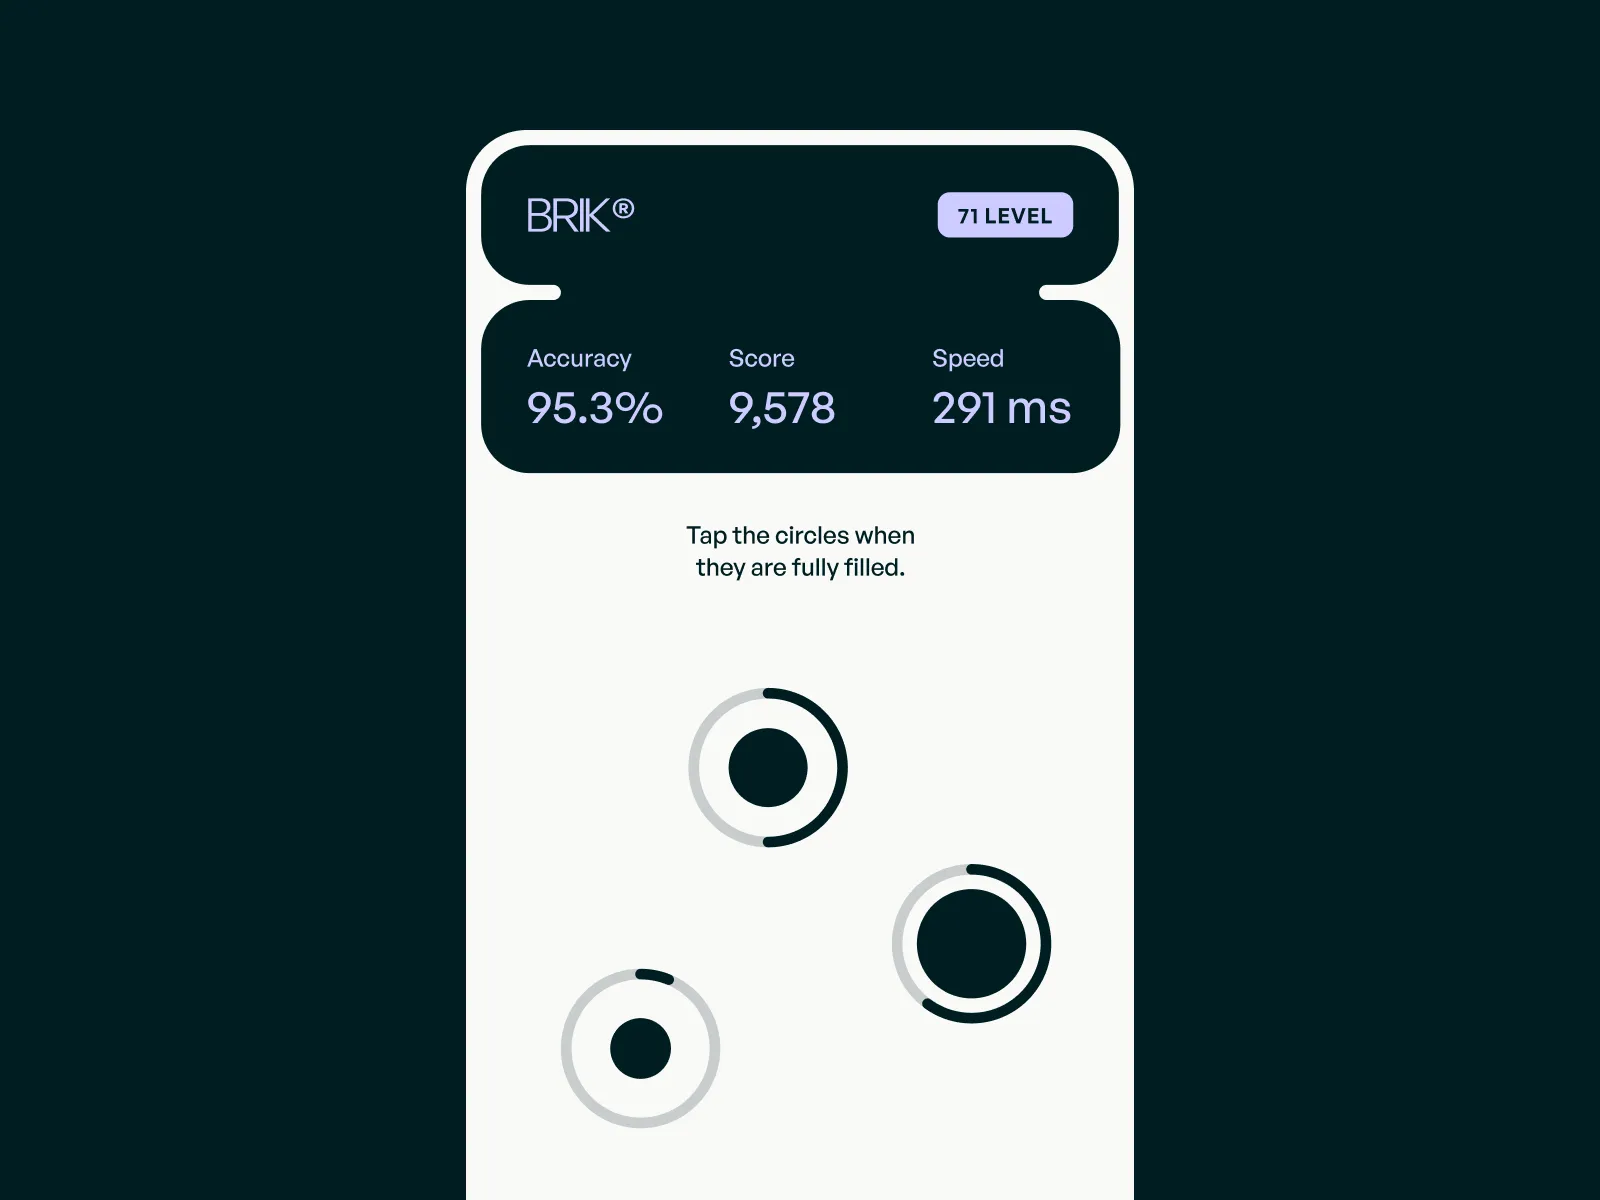 BRIK®
71 LEVEL
Accuracy
Score
Speed
95.3%
9,578
291 ms
Tap the circles when
they are fully filled.